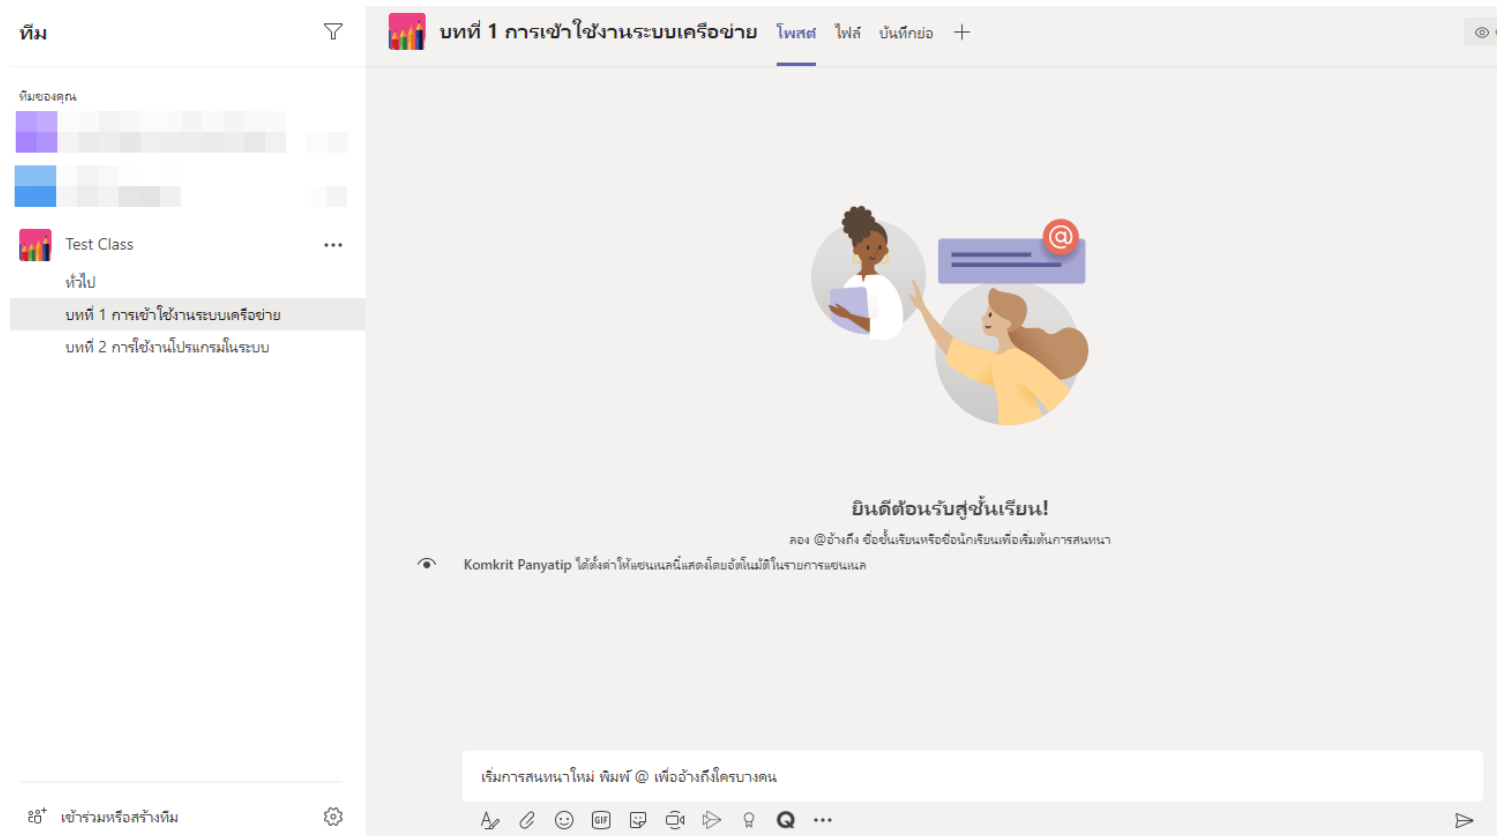 ทีม
บทที่ 1 การเข้าใช้งานระบบเครือข่าย โพสต์ ไฟล์ บันทึกย่อ
ทีมของคุณ
Test Class
ทั่วไป
บทที่ 1 การเข้าใช้งานระบบเครือข่าย
บทที่ 2 การใช้งานโปรแกรมในระบบ
@
ยินดีต้อนรับสู่ชั้นเรียน!
ลอง @อ้างถึง ชื่อชั้นเรียนหรือชื่อนักเรียนเพื่อเริ่มต้นการสนทนา
Komkrit Panyatip ได้ตั้งค่าให้แชนเนลนี้แสดงโดยอัตโนมัติในรายการแชนเนล
เริ่มการสนทนาใหม่ พิมพ์ @ เพื่ออ้างถึงใครบางคน
เข้าร่วมหรือสร้างทีม
GIF